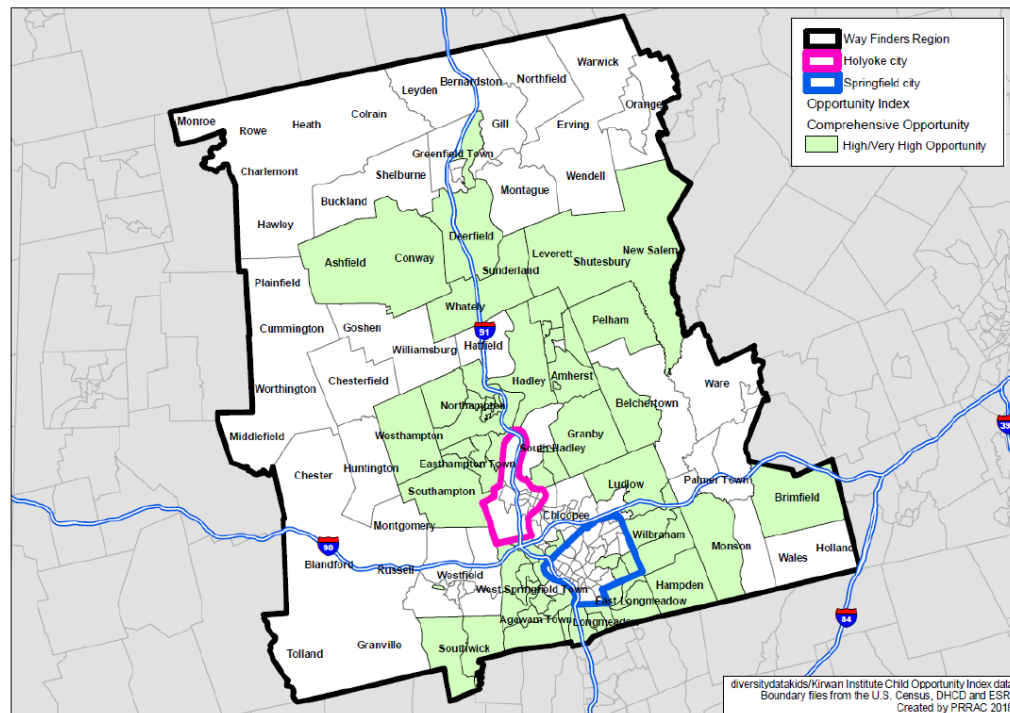 Way Finders Region
Holyoke city
Springfield city
Opportunity Index
Comprehensive Opportunity
High/Very High Opportunity
Warwick
Northfield
Bernardston
Leyden
Orange
Colrain
Monroe
Heath
Rowe
Gill
Erving
Greenfield Town
Charlemont
Shelburne
Wendell
Montague
Buckland
Hawley
Deerfield
New Salem
Leverett
Conway
Shutesbury
Ashfield
Sunderland
Plainfield
Whately
Pelham
Cummington
Goshen
91
Hatfield
Williamsburg
Amherst
Chesterfield
Hadley
Ware
Worthington
Belchertown
Northampton
39
Middlefield
Westhampton
Granby
South Hadley
Easthampton Town
Huntington
Chester
Palmer Town
Ludlow
Southampton
Brimfield
Chicopee
Montgomery
Wilbraham
90
Monson
Holland
Blandford
Wales
Russell
Westfield
Hampden
West Springfield Town
East Longmeadow
84
Agawam Town
Longmeadow
Granville
Southwick
Tolland
diversitydatakids/Kirwan Institute Child Opportunity Index data
Boundary files from the U.S. Census, DHCD and ESR
Created by PRRAC 2018